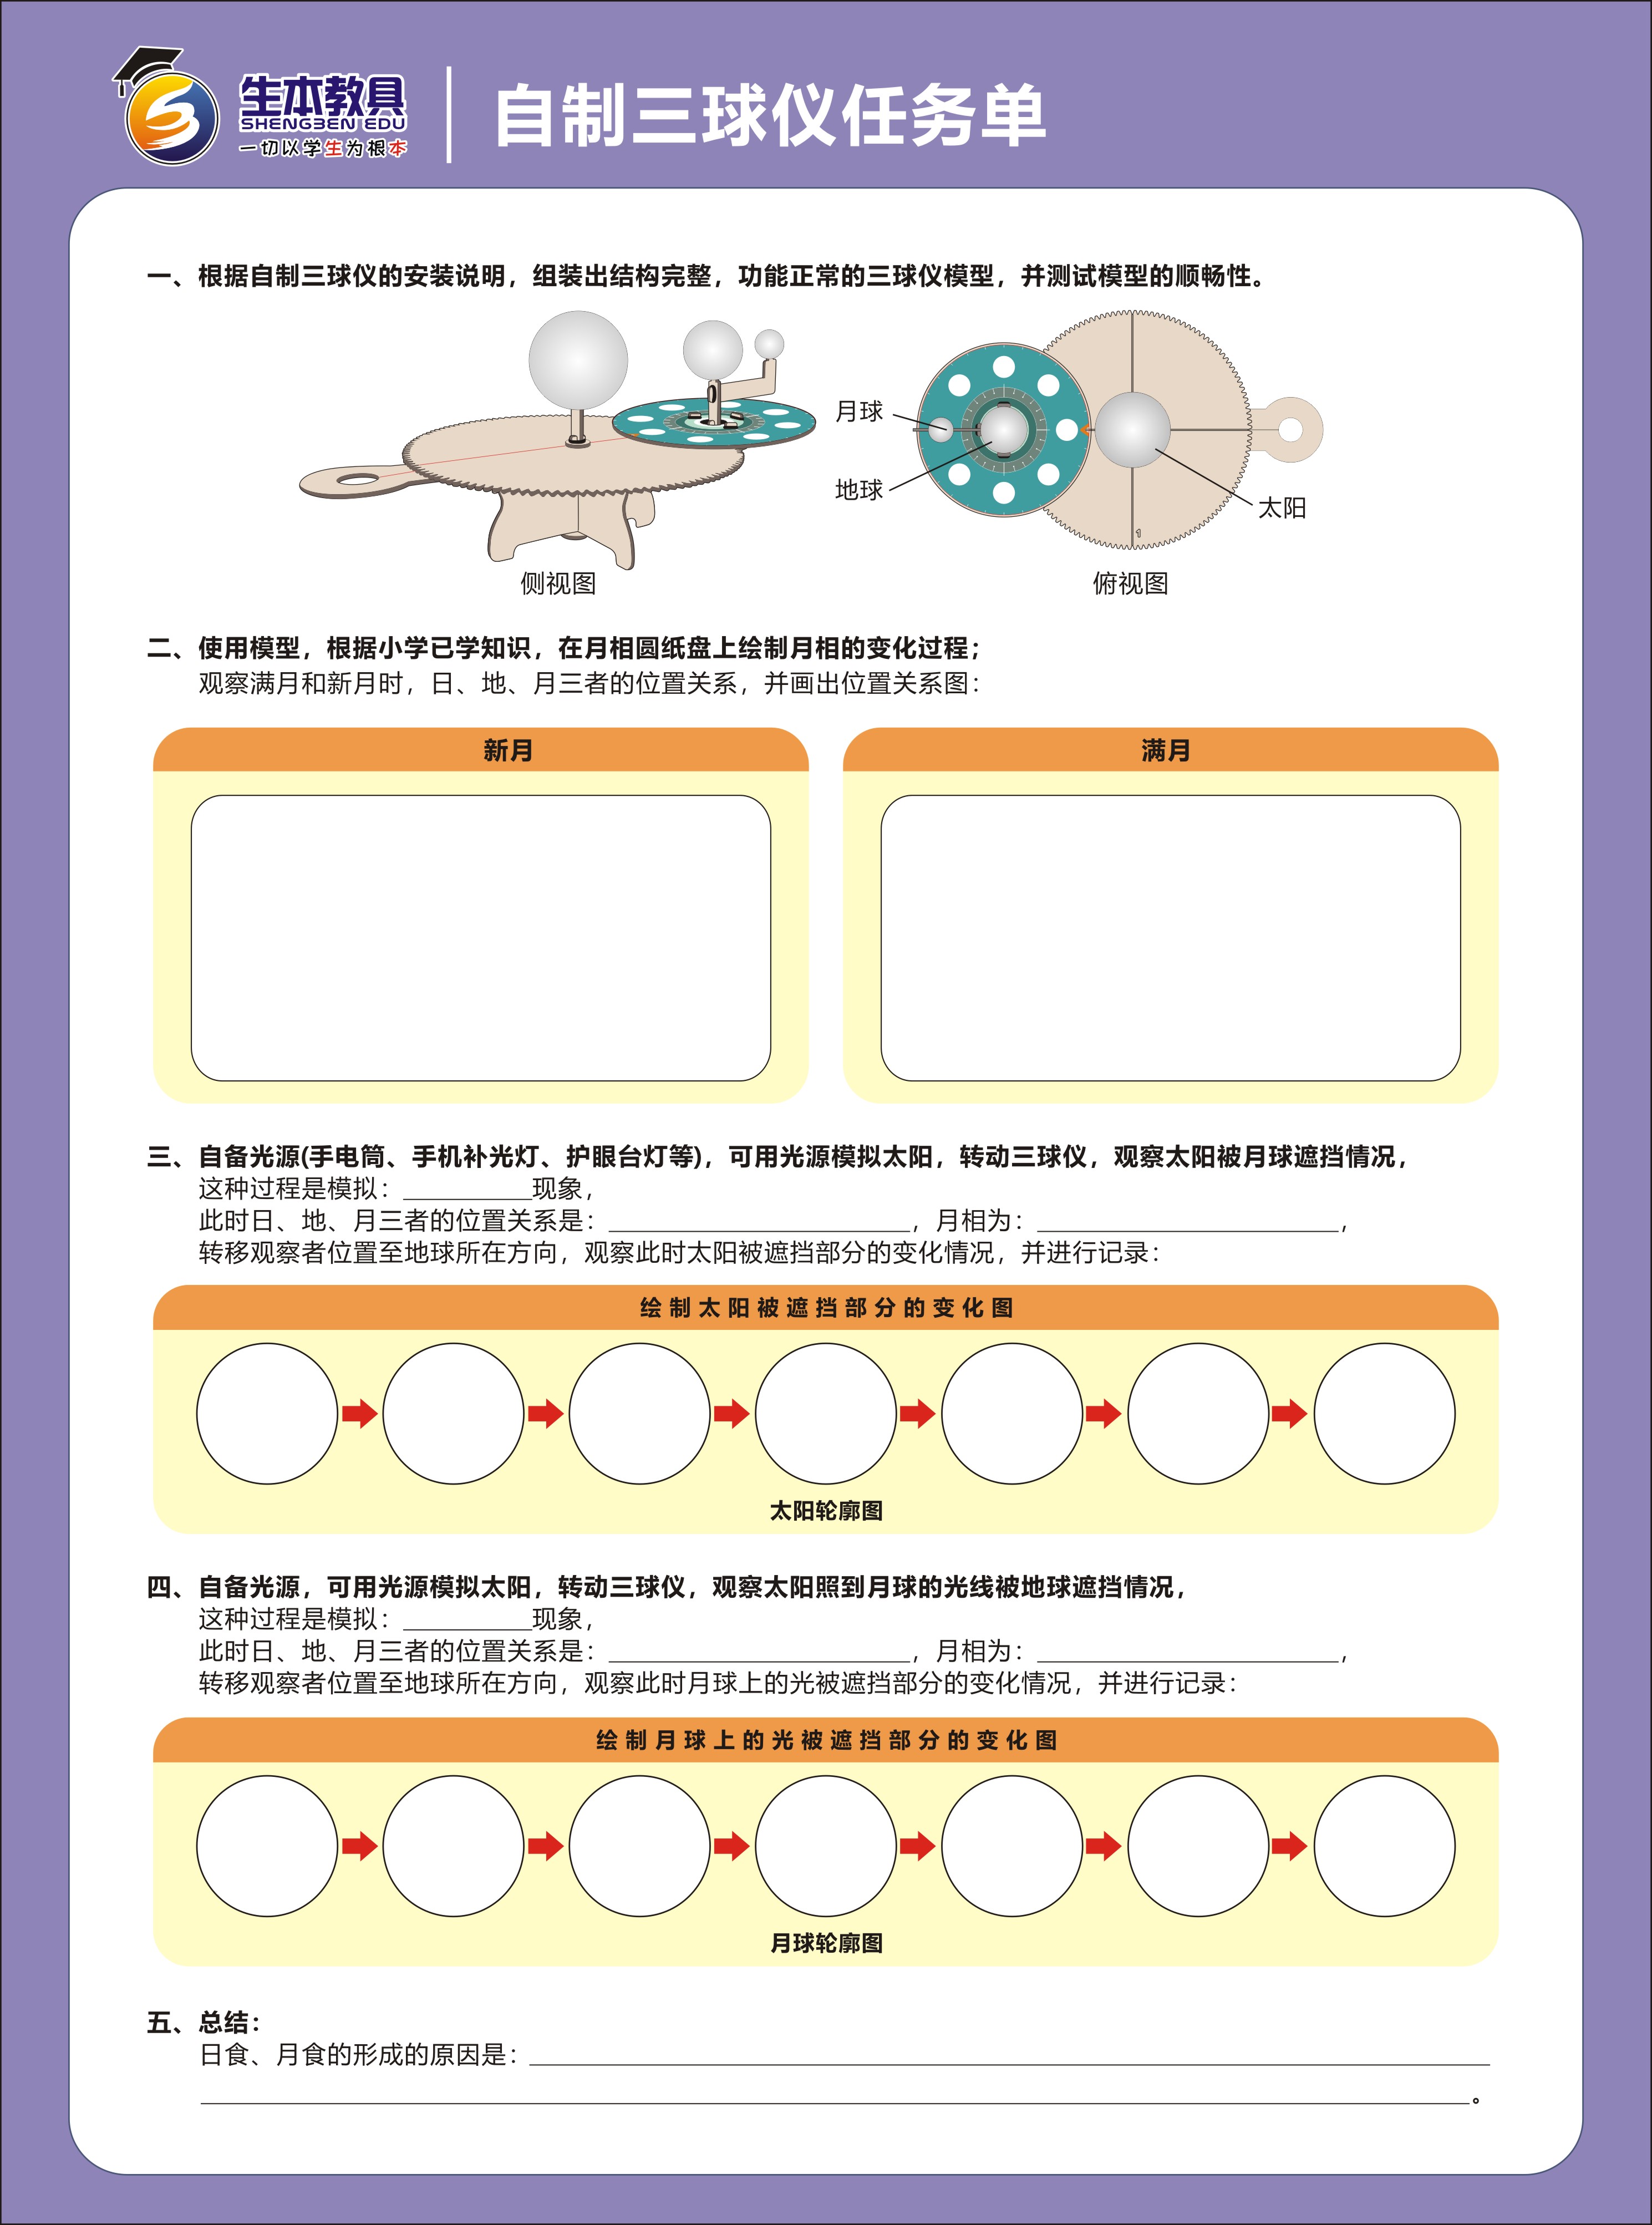 生本教具
SHENGBEN EDU
一切以学生为根本
自制三球仪任务单
一、根据自制三球仪的安装说明，组装出结构完整，功能正常的三球仪模型，并测试模型的顺畅性。
月球
地球
太阳
1
侧视图
俯视图
二、使用模型，根据小学已学知识，在月相圆纸盘上绘制月相的变化过程；
观察满月和新月时，日、地、月三者的位置关系，并画出位置关系图：
新月
满月
三、自备光源(手电筒、手机补光灯、护眼台灯等)，可用光源模拟太阳，转动三球仪，观察太阳被月球遮挡情况，
这种过程是模拟：__________现象，
此时日、地、月三者的位置关系是：________________________，月相为：________________________，
转移观察者位置至地球所在方向，观察此时太阳被遮挡部分的变化情况，并进行记录：
绘制太阳被遮挡部分的变化图
太阳轮廓图
四、自备光源，可用光源模拟太阳，转动三球仪，观察太阳照到月球的光线被地球遮挡情况，
这种过程是模拟：__________现象，
此时日、地、月三者的位置关系是：________________________，月相为：________________________，
转移观察者位置至地球所在方向，观察此时月球上的光被遮挡部分的变化情况，并进行记录：
绘制月球上的光被遮挡部分的变化图
月球轮廓图
五、总结：
日食、月食的形成的原因是：________________________
________________________。